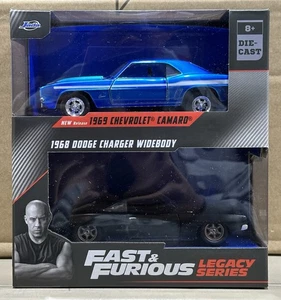 Jada
8+
DIE-
CAST
NEW Release 1969 CHEVROLET® CAMARO®
1968 DODGE CHARGER WIDEBODY
FAST &
FURIOUS
LEGACY
SERIES